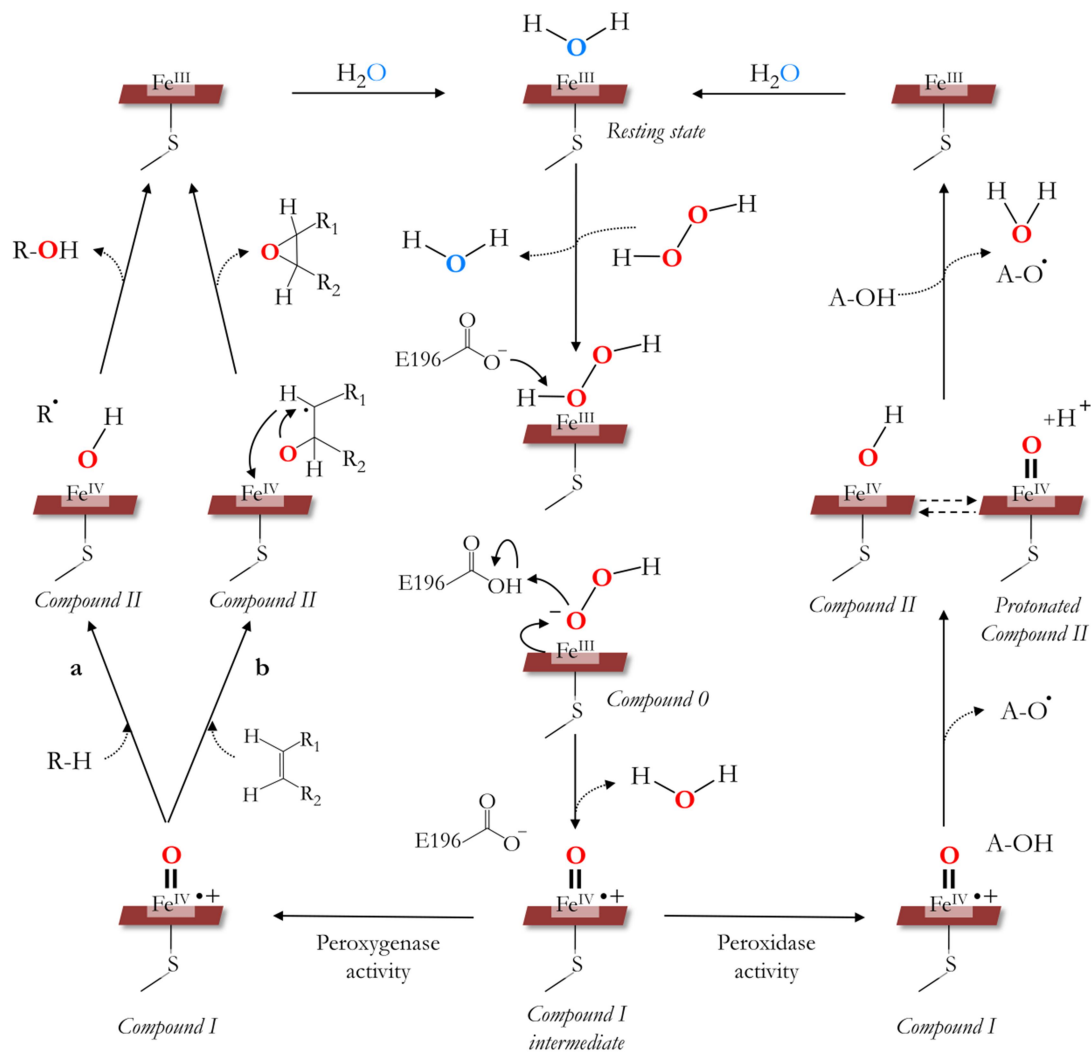 H H
O
Fe^III H₂O Fe^III H₂O Fe^III
Resting state
S S S
H H
R-OH O R₁ H H O H O
H R₂ O H O A-O•
A-OH
E196 O O⁻ O H
R• H H R₁ H O H +H⁺
O O H R₂ Fe^III O O
Fe^IV Fe^IV S Fe^IV Fe^IV
S S E196 O OH O H S S
Compound II Compound II ⁻O Compound II Protonated
Compound II
a b Fe^III
Compound 0
S A-O•
R-H H R₁ H H
H R₂ O
E196 O O⁻
O O O A-OH
Fe^IV •+ Fe^IV •+ Fe^IV •+
Peroxygenase Peroxidase
activity activity
S S S
Compound I Compound I Compound I
intermediate